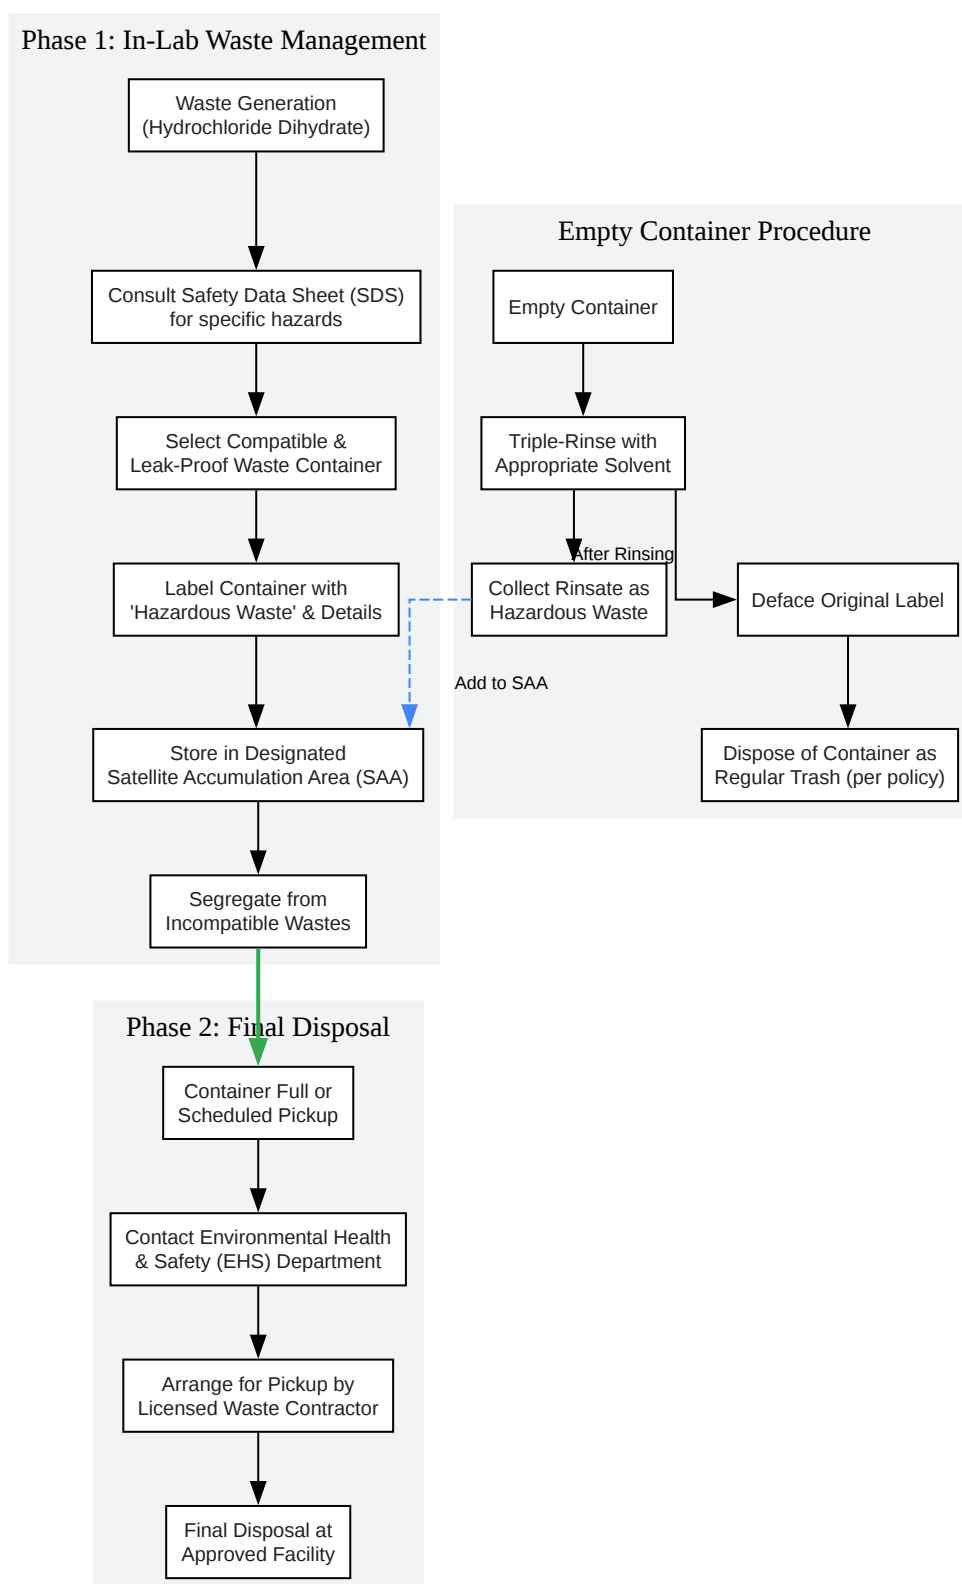 Phase 1: In-Lab Waste Management
Waste Generation
(Hydrochloride Dihydrate)
Consult Safety Data Sheet (SDS)
for specific hazards
Select Compatible &
Leak-Proof Waste Container
Label Container with
'Hazardous Waste' & Details
Store in Designated
Satellite Accumulation Area (SAA)
Segregate from
Incompatible Wastes
Empty Container Procedure
Empty Container
Triple-Rinse with
Appropriate Solvent
After Rinsing
Collect Rinsate as
Hazardous Waste
Deface Original Label
Add to SAA
Dispose of Container as
Regular Trash (per policy)
Phase 2: Final Disposal
Container Full or
Scheduled Pickup
Contact Environmental Health
& Safety (EHS) Department
Arrange for Pickup by
Licensed Waste Contractor
Final Disposal at
Approved Facility